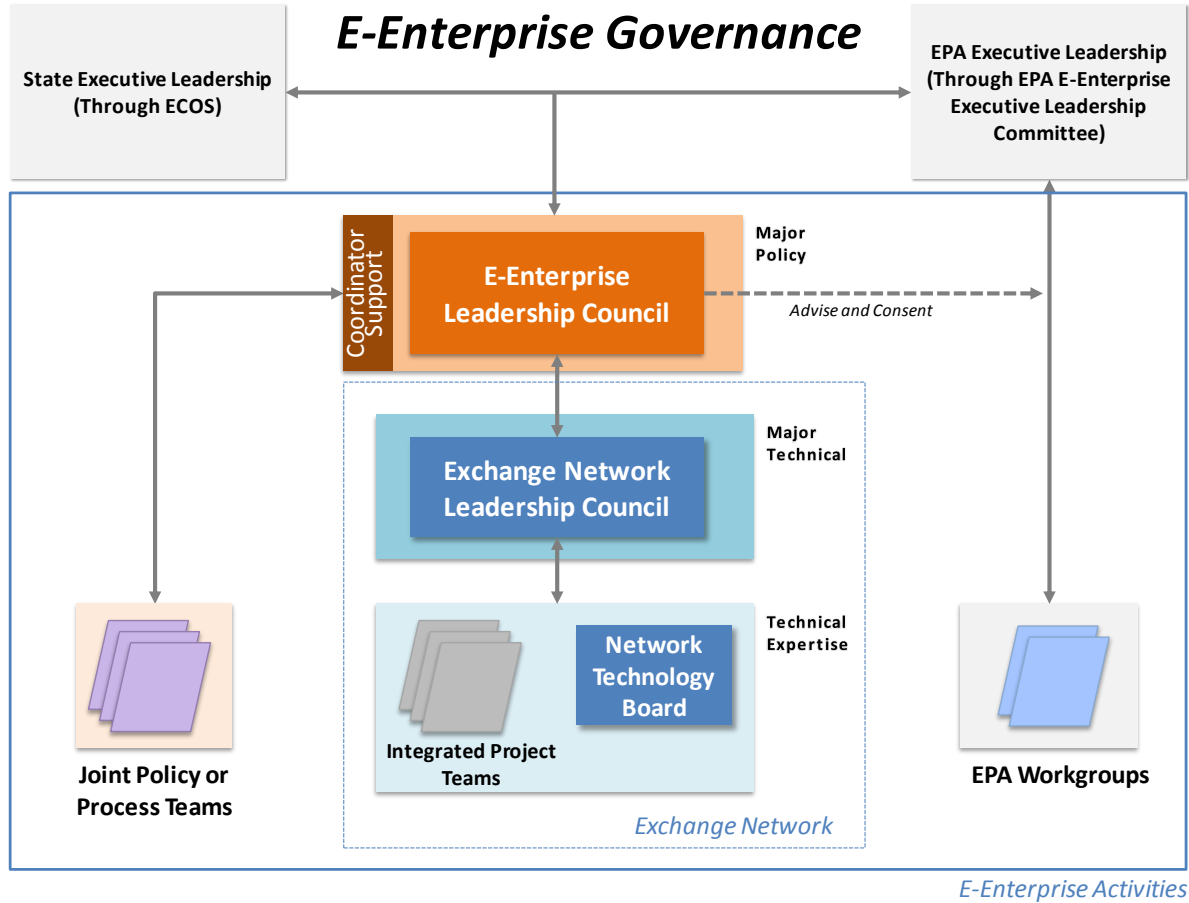 E-Enterprise Governance
State Executive Leadership
(Through ECOS)
EPA Executive Leadership
(Through EPA E-Enterprise
Executive Leadership
Committee)
Coordinator
Support
E-Enterprise
Leadership Council
Major
Policy
Advise and Consent
Exchange Network
Leadership Council
Major
Technical
Integrated Project
Teams
Network
Technology
Board
Technical
Expertise
Joint Policy or
Process Teams
EPA Workgroups
Exchange Network
E-Enterprise Activities